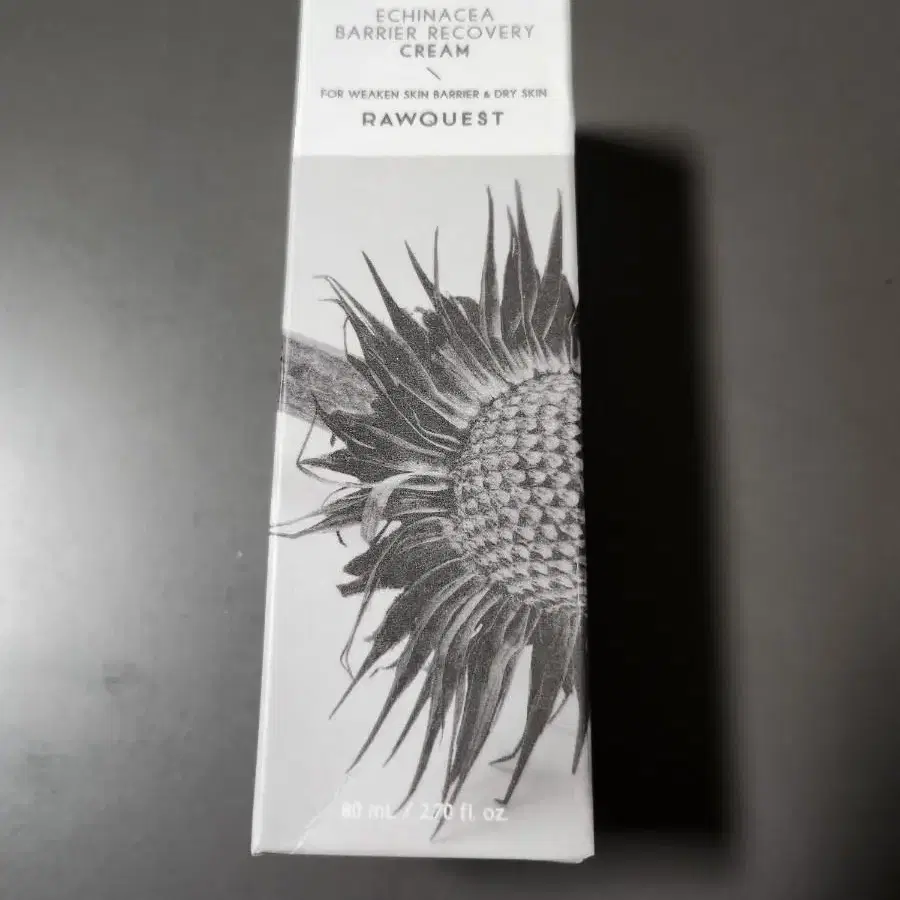 ECHINACEA
BARRIER RECOVERY
CREAM
FOR WEAKEN SKIN BARRIER & DRY SKIN
RAWQUEST
80 mL / 2.70 fl. oz.